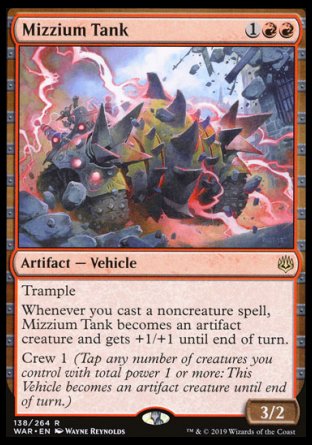 Mizzium Tank 1
Artifact — Vehicle
Trample
Whenever you cast a noncreature spell,
Mizzium Tank becomes an artifact
creature and gets +1/+1 until end of turn.
Crew 1 (Tap any number of creatures you
control with total power 1 or more: This
Vehicle becomes an artifact creature until
end of turn.)
3/2
138/264 R
WAR • EN WAYNE REYNOLDS
™ & © 2019 Wizards of the Coast